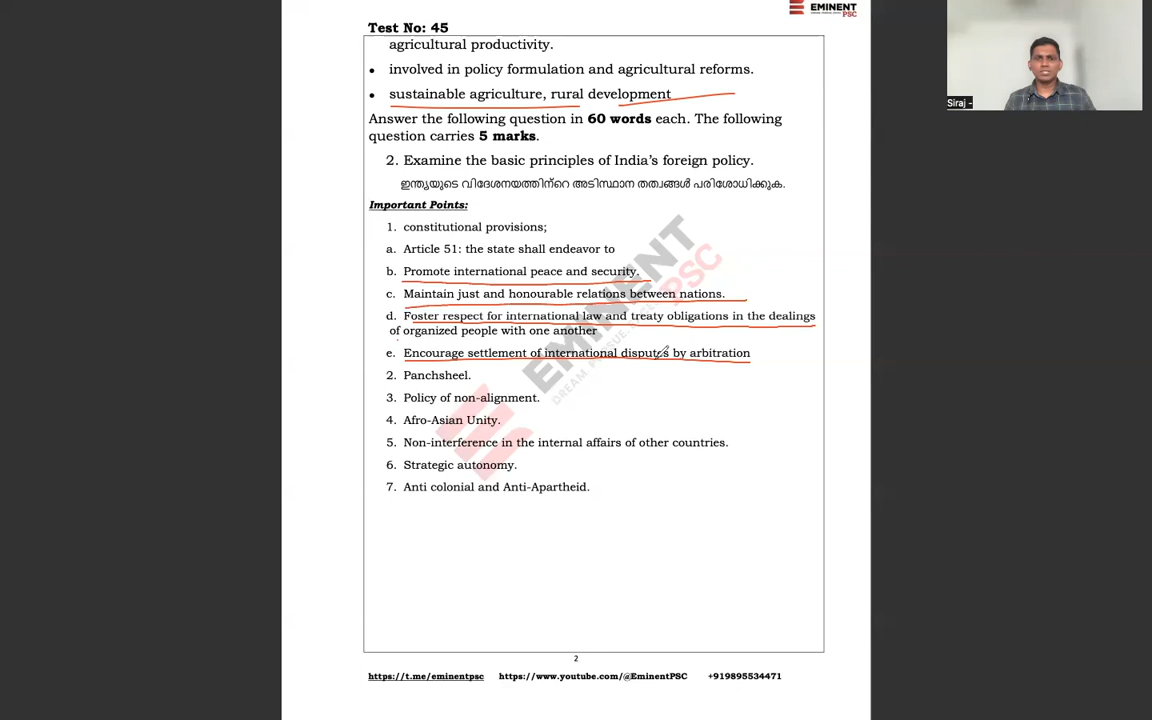 EMINENT
PSC
Test No: 45
agricultural productivity.
• involved in policy formulation and agricultural reforms.
• sustainable agriculture, rural development
Answer the following question in 60 words each. The following
question carries 5 marks.
2. Examine the basic principles of India's foreign policy.
ഇന്ത്യയുടെ വിദേശനയത്തിന്റെ അടിസ്ഥാന തത്വങ്ങൾ പരിശോധിക്കുക.
Important Points:
1. constitutional provisions;
a. Article 51: the state shall endeavor to
b. Promote international peace and security.
c. Maintain just and honourable relations between nations.
d. Foster respect for international law and treaty obligations in the dealings
of organized people with one another
e. Encourage settlement of international disputes by arbitration
2. Panchsheel.
3. Policy of non-alignment.
4. Afro-Asian Unity.
5. Non-interference in the internal affairs of other countries.
6. Strategic autonomy.
7. Anti colonial and Anti-Apartheid.
EMINENT
PSC
2
https://t.me/eminentpsc https://www.youtube.com/@EminentPSC +919895534471
Siraj -